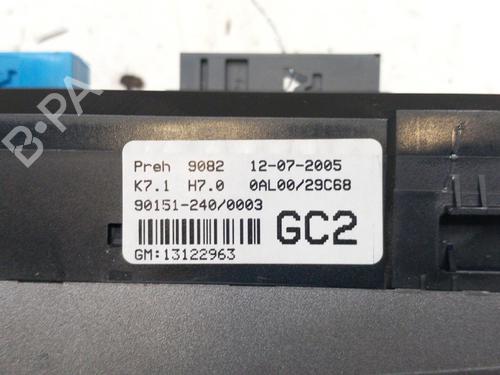 Preh 9082 12-07-2005
K7.1 H7.0 0AL00/29C68
90151-240/0003
GC2
GM:13122963
B-PA